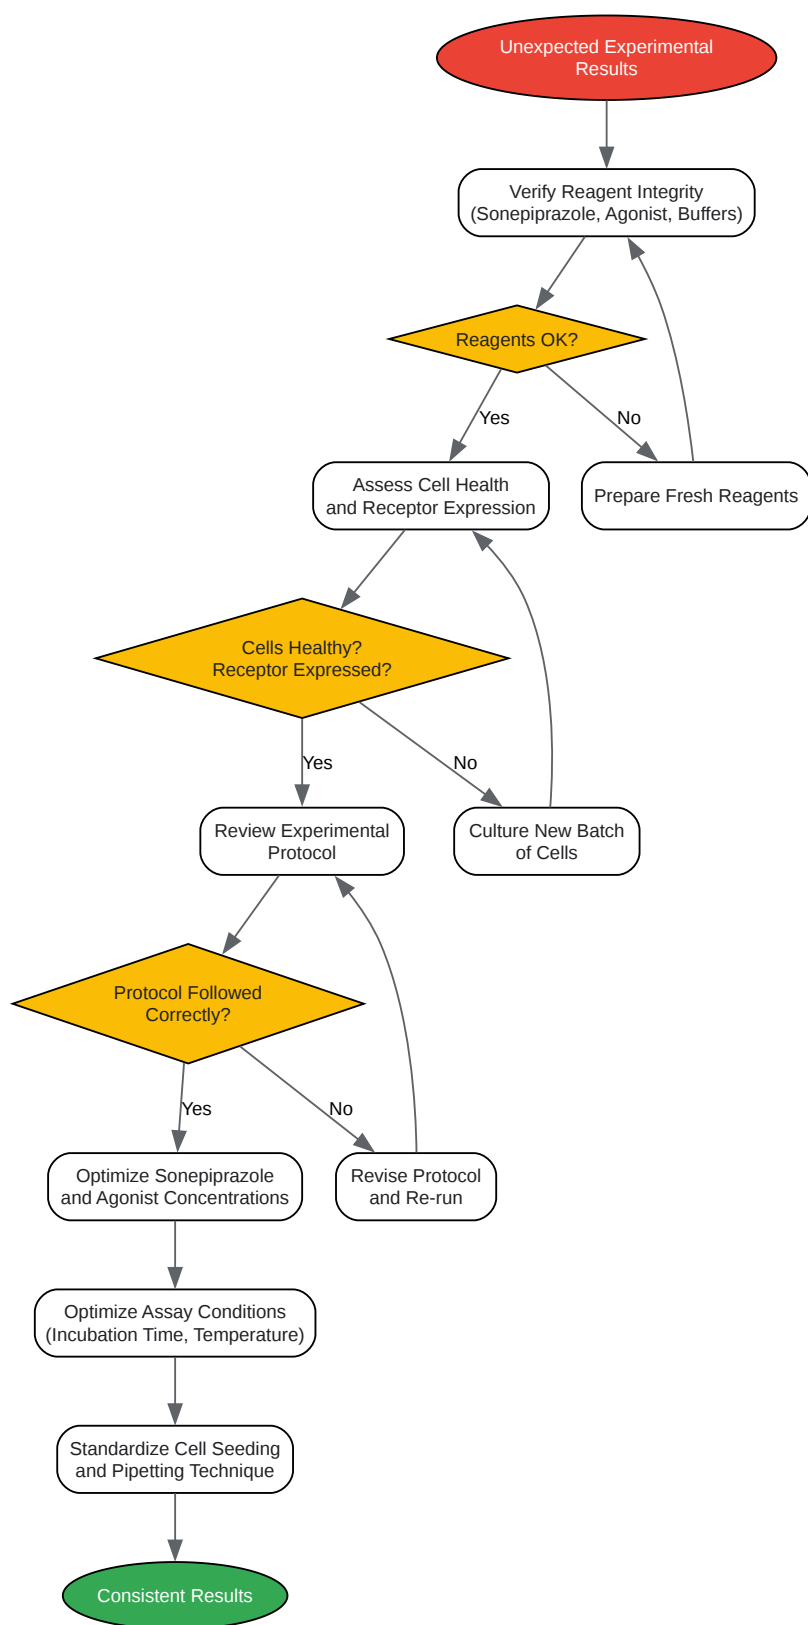 Unexpected Experimental
Results
Verify Reagent Integrity
(Sonepiprazole, Agonist, Buffers)
Reagents OK?
Yes
No
Assess Cell Health
and Receptor Expression
Prepare Fresh Reagents
Cells Healthy?
Receptor Expressed?
Yes
No
Review Experimental
Protocol
Culture New Batch
of Cells
Protocol Followed
Correctly?
Yes
No
Optimize Sonepiprazole
and Agonist Concentrations
Revise Protocol
and Re-run
Optimize Assay Conditions
(Incubation Time, Temperature)
Standardize Cell Seeding
and Pipetting Technique
Consistent Results